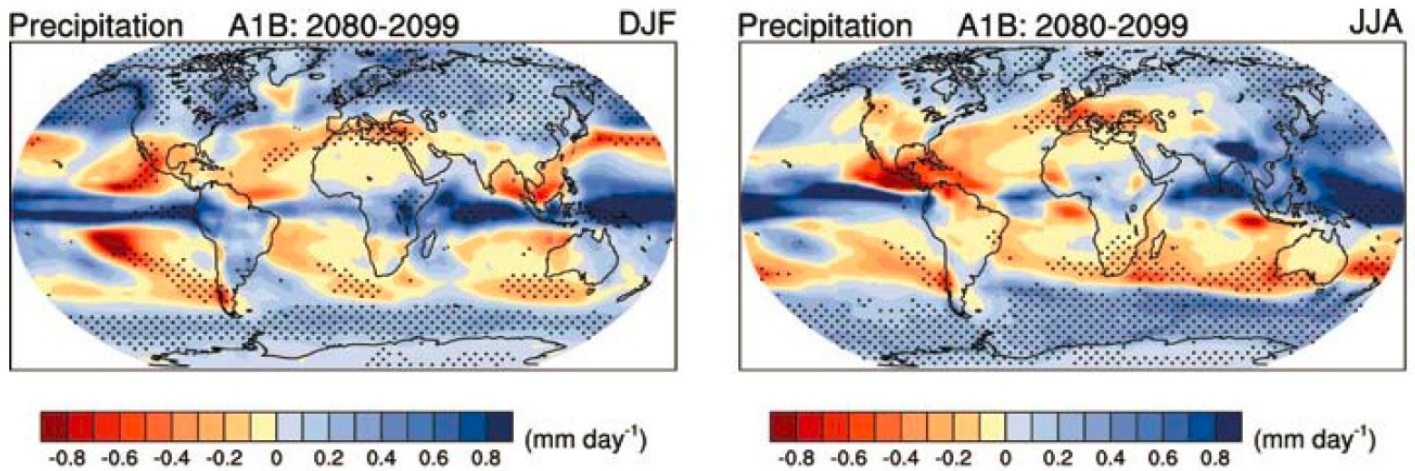 Precipitation A1B: 2080-2099 DJF
Precipitation A1B: 2080-2099 JJA
-0.8 -0.6 -0.4 -0.2 0 0.2 0.4 0.6 0.8 (mm day⁻¹)
-0.8 -0.6 -0.4 -0.2 0 0.2 0.4 0.6 0.8 (mm day⁻¹)